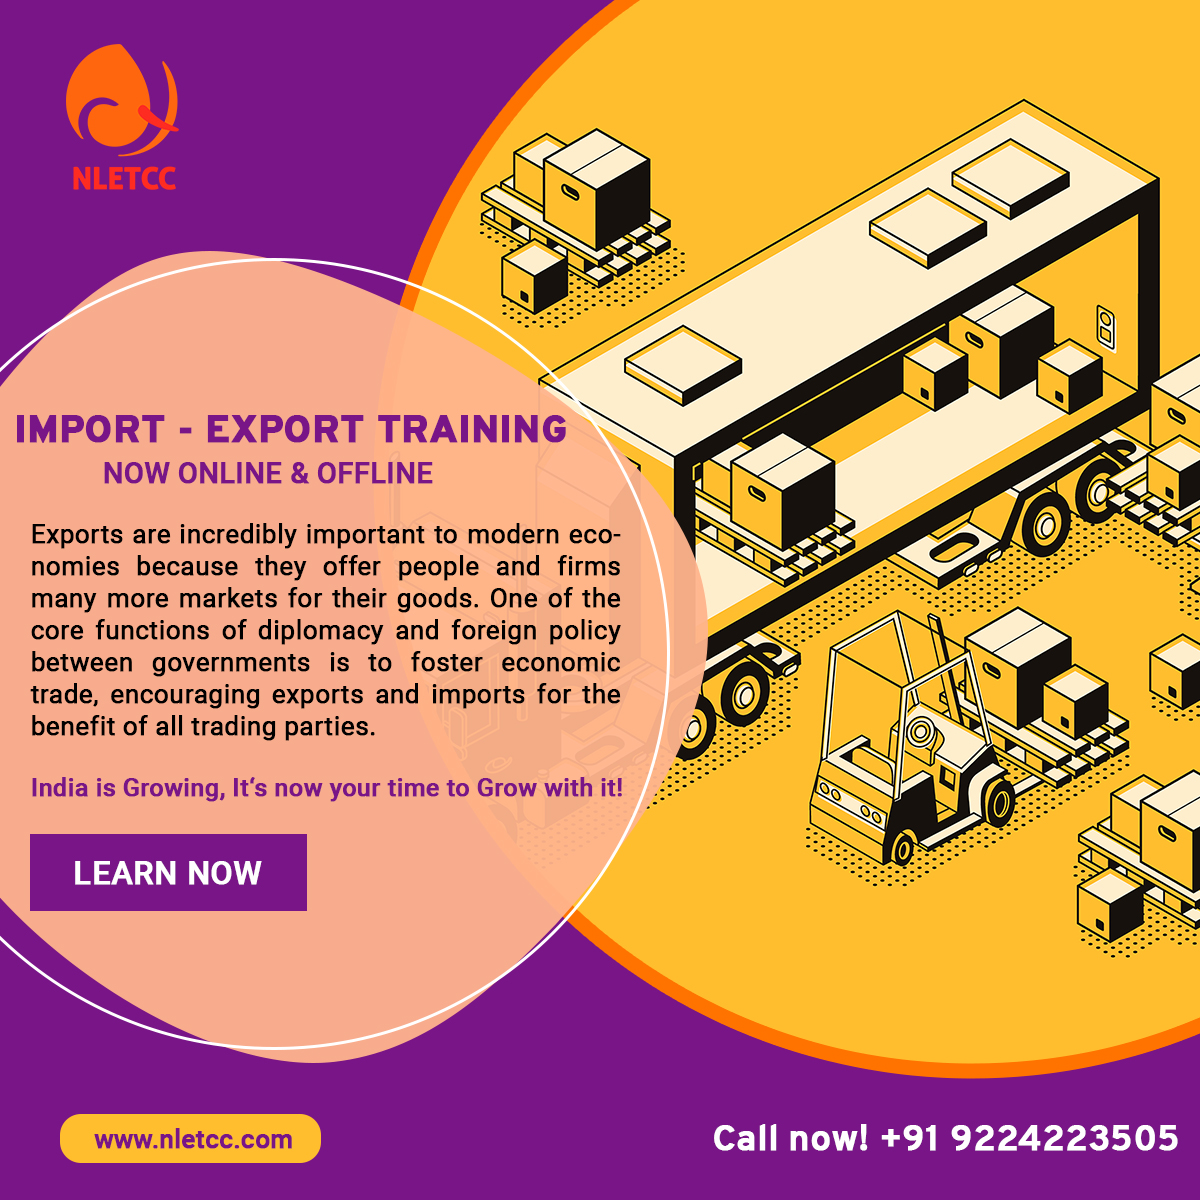 NLETCC
IMPORT - EXPORT TRAINING
NOW ONLINE & OFFLINE
Exports are incredibly important to modern eco-
nomies because they offer people and firms
many more markets for their goods. One of the
core functions of diplomacy and foreign policy
between governments is to foster economic
trade, encouraging exports and imports for the
benefit of all trading parties.
India is Growing, It‘s now your time to Grow with it!
LEARN NOW
www.nletcc.com
Call now! +91 9224223505